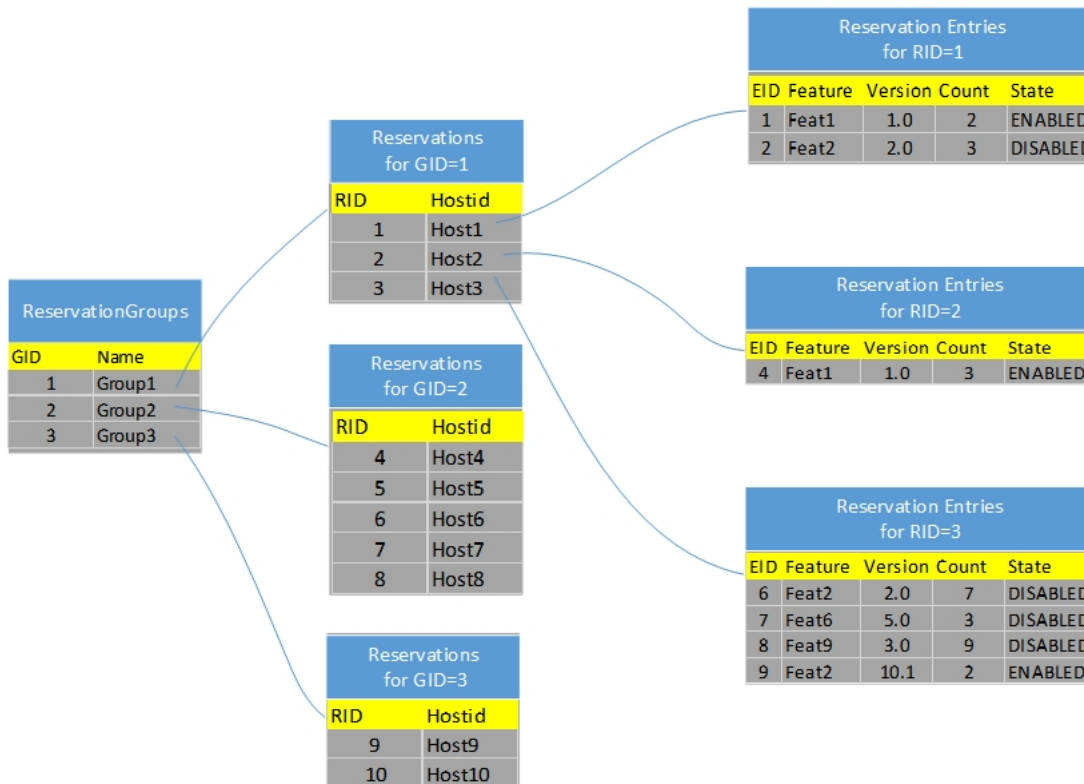 ReservationGroups
GID Name
1 Group1
2 Group2
3 Group3
Reservations
for GID=1
RID Hostid
1 Host1
2 Host2
3 Host3
Reservations
for GID=2
RID Hostid
4 Host4
5 Host5
6 Host6
7 Host7
8 Host8
Reservations
for GID=3
RID Hostid
9 Host9
10 Host10
Reservation Entries
for RID=1
EID Feature Version Count State
1 Feat1 1.0 2 ENABLED
2 Feat2 2.0 3 DISABLED
Reservation Entries
for RID=2
EID Feature Version Count State
4 Feat1 1.0 3 ENABLED
Reservation Entries
for RID=3
EID Feature Version Count State
6 Feat2 2.0 7 DISABLED
7 Feat6 5.0 3 DISABLED
8 Feat9 3.0 9 DISABLED
9 Feat2 10.1 2 ENABLED